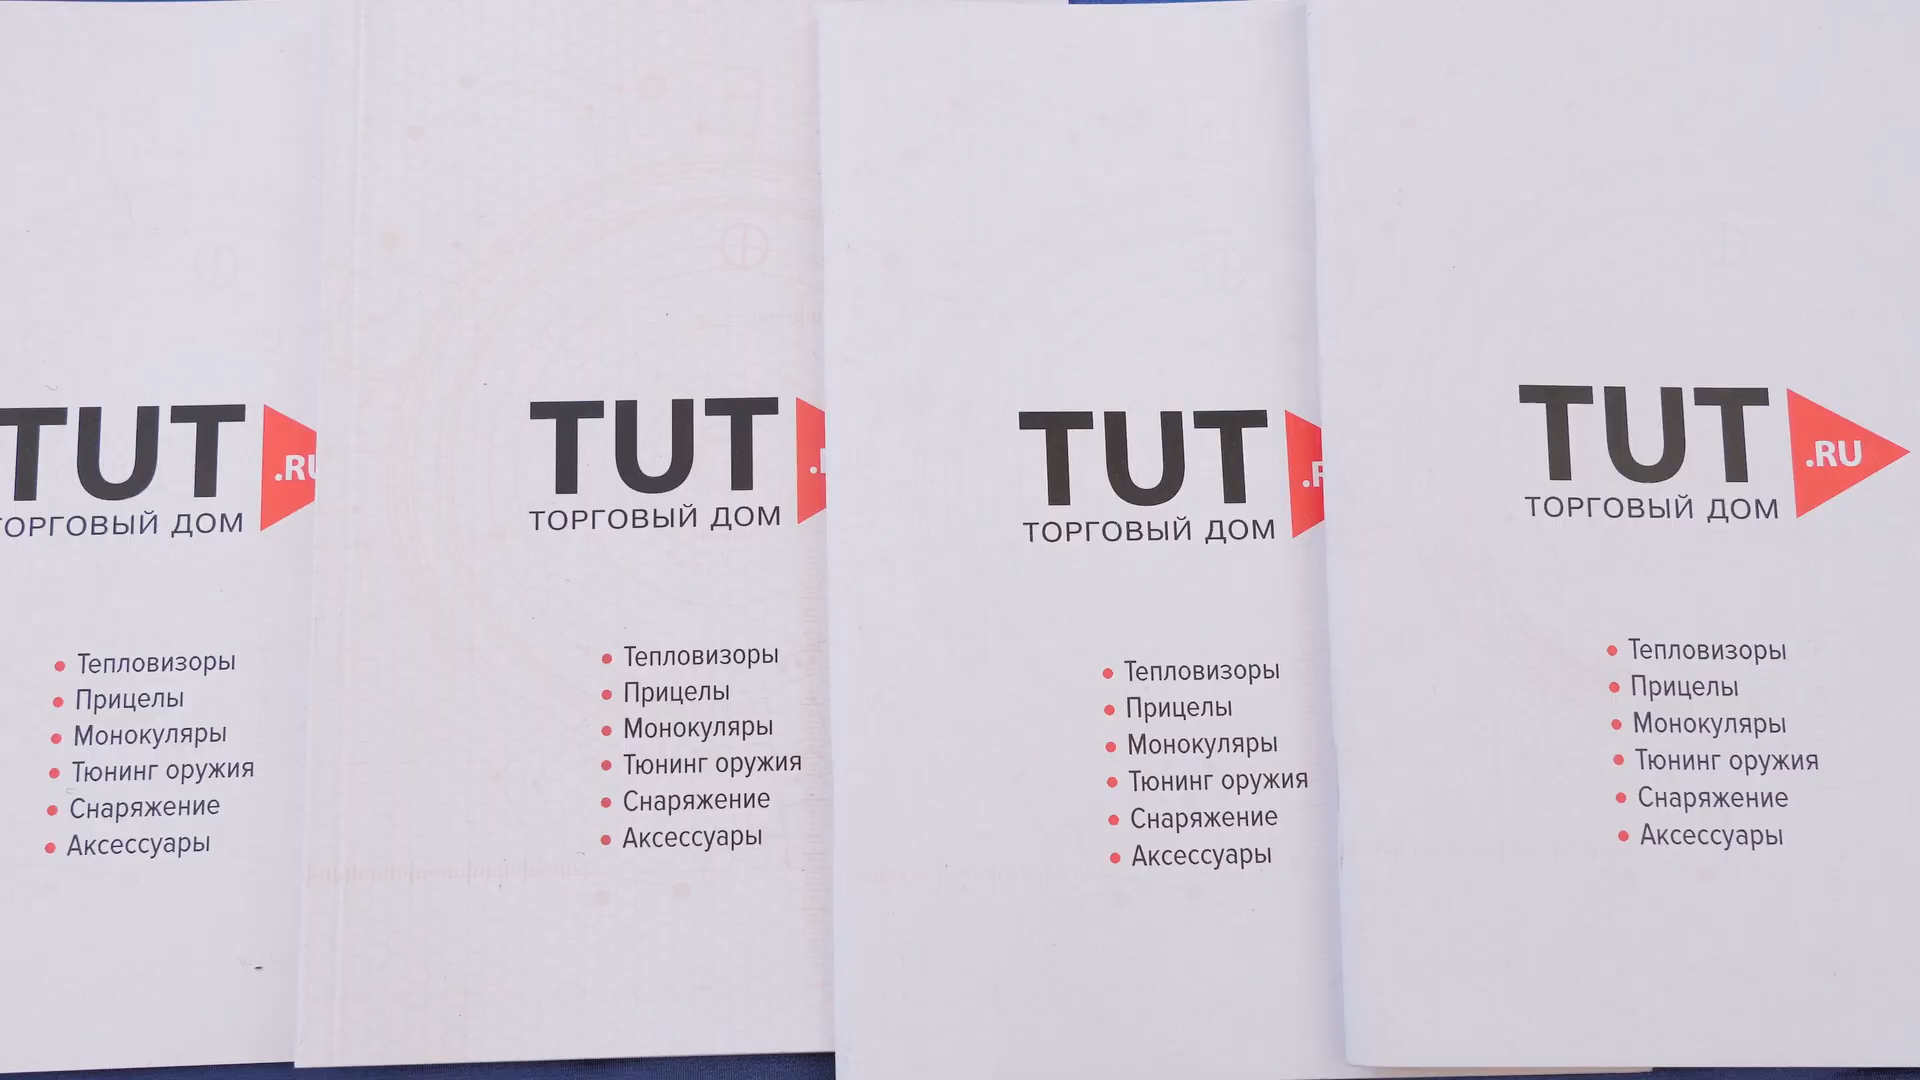 TUT
.RU
ТОРГОВЫЙ ДОМ
Тепловизоры
Прицелы
Монокуляры
Тюнинг оружия
Снаряжение
Аксессуары
TUT
ТОРГОВЫЙ ДОМ
Тепловизоры
Прицелы
Монокуляры
Тюнинг оружия
Снаряжение
Аксессуары
TUT
ТОРГОВЫЙ ДОМ
Тепловизоры
Прицелы
Монокуляры
Тюнинг оружия
Снаряжение
Аксессуары
TUT
.RU
ТОРГОВЫЙ ДОМ
Тепловизоры
Прицелы
Монокуляры
Тюнинг оружия
Снаряжение
Аксессуары